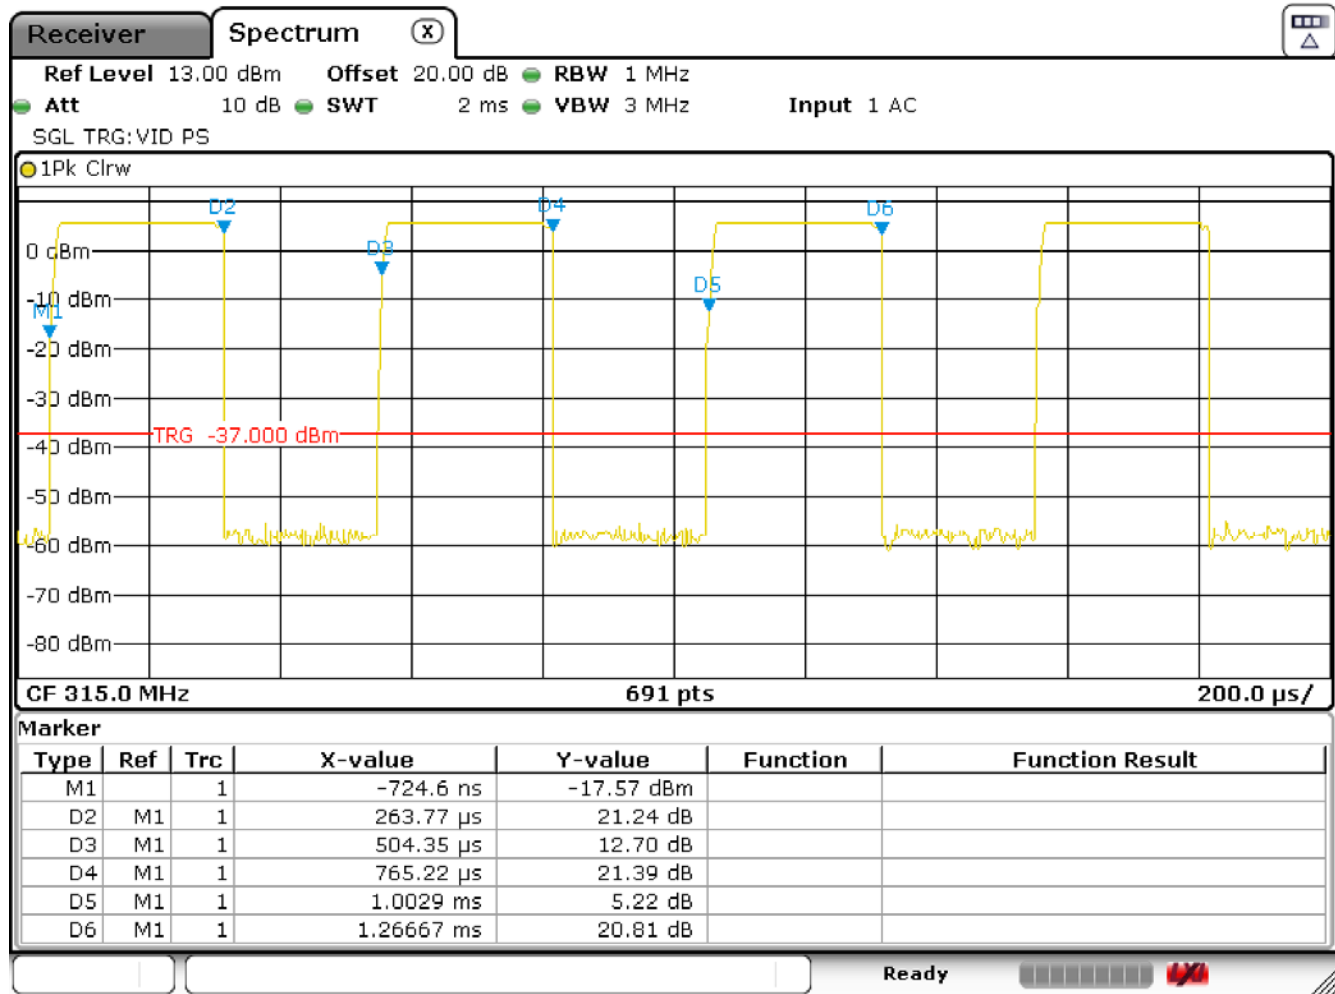 Receiver Spectrum X
Ref Level 13.00 dBm Offset 20.00 dB RBW 1 MHz
Att 10 dB SWT 2 ms VBW 3 MHz Input 1 AC
SGL TRG:VID PS
1Pk Clrw
D2 D4 D6
0 dBm D3
D5
-10 dBm
M1
-20 dBm
-30 dBm
TRG -37.000 dBm
-40 dBm
-50 dBm
-60 dBm
-70 dBm
-80 dBm
CF 315.0 MHz 691 pts 200.0 µs/
Marker
Type Ref Trc X-value Y-value Function Function Result
M1 1 -724.6 ns -17.57 dBm
D2 M1 1 263.77 µs 21.24 dB
D3 M1 1 504.35 µs 12.70 dB
D4 M1 1 765.22 µs 21.39 dB
D5 M1 1 1.0029 ms 5.22 dB
D6 M1 1 1.26667 ms 20.81 dB
Ready LXI